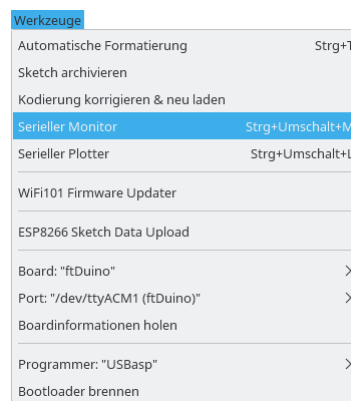 Werkzeuge
Automatische Formatierung Strg+T
Sketch archivieren
Kodierung korrigieren & neu laden
Serieller Monitor Strg+Umschalt+M
Serieller Plotter Strg+Umschalt+L
WiFi101 Firmware Updater
ESP8266 Sketch Data Upload
Board: "ftDuino"
Port: "/dev/ttyACM1 (ftDuino)"
Boardinformationen holen
Programmer: "USBasp"
Bootloader brennen